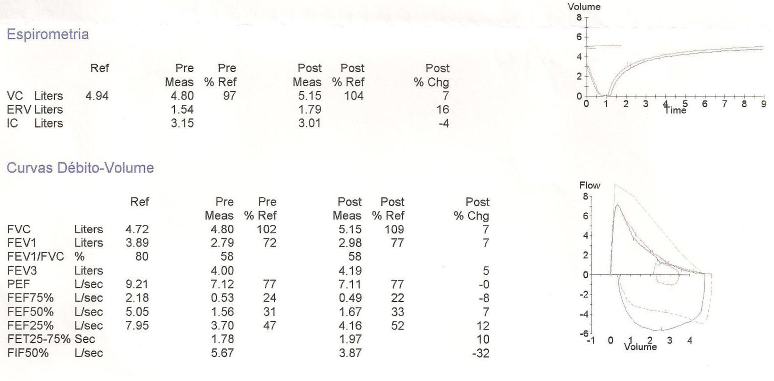 Volume
8
6
4
2
0
0 1 2 3 4 5 6 7 8 9
Time
Espirometria
Ref Pre Pre Post Post Post
Meas % Ref Meas % Ref % Chg
VC Liters 4.94 4.80 97 5.15 104 7
ERV Liters 1.54 1.79 16
IC Liters 3.15 3.01 -4
Curvas Débito-Volume
Ref Pre Pre Post Post Post
Meas % Ref Meas % Ref % Chg
FVC Liters 4.72 4.80 102 5.15 109 7
FEV1 Liters 3.89 2.79 72 2.98 77 7
FEV1/FVC % 80 58 58
FEV3 Liters 4.00 4.19 5
PEF L/sec 9.21 7.12 77 7.11 77 -0
FEF75% L/sec 2.18 0.53 24 0.49 22 -8
FEF50% L/sec 5.05 1.56 31 1.67 33 7
FEF25% L/sec 7.95 3.70 47 4.16 52 12
FET25-75% Sec 1.78 1.97 10
FIF50% L/sec 5.67 3.87 -32
Flow
8
6
4
2
0
-2
-4
-6
-1 0 1 2 3 4
Volume